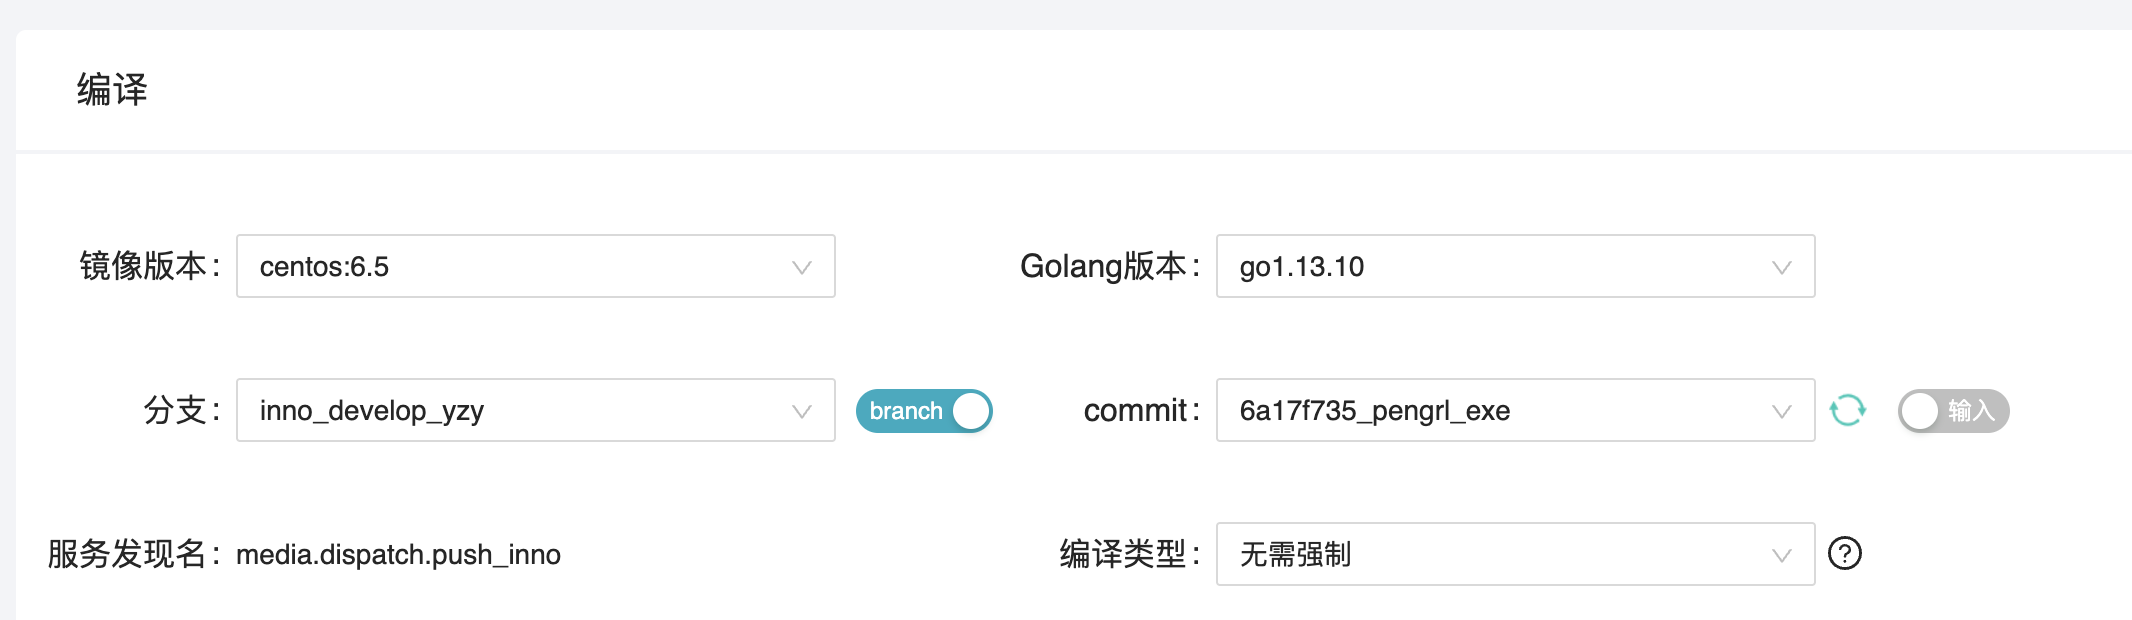 编译
镜像版本: centos:6.5 Golang版本: go1.13.10
分支: inno_develop_yzy branch commit: 6a17f735_pengrl_exe 输入
服务发现名: media.dispatch.push_inno 编译类型: 无需强制 ?